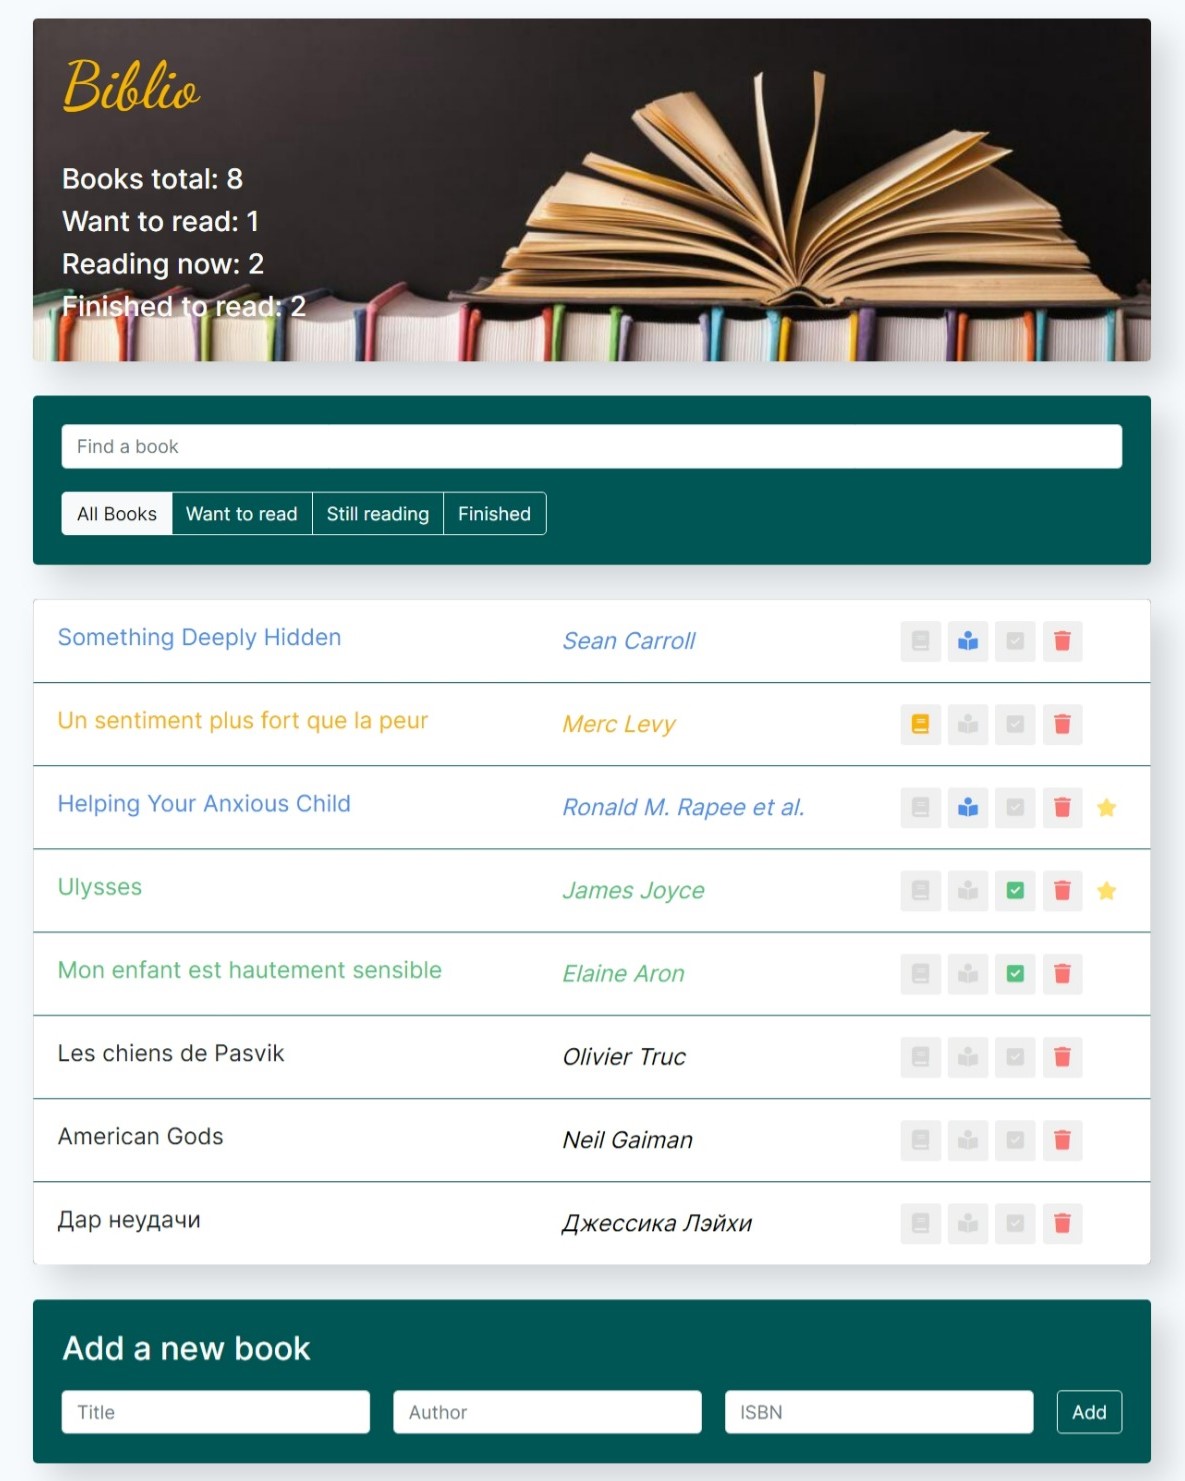 Biblio
Books total: 8
Want to read: 1
Reading now: 2
Finished to read: 2
Find a book
All Books Want to read Still reading Finished
Something Deeply Hidden Sean Carroll
Un sentiment plus fort que la peur Merc Levy
Helping Your Anxious Child Ronald M. Rapee et al.
Ulysses James Joyce
Mon enfant est hautement sensible Elaine Aron
Les chiens de Pasvik Olivier Truc
American Gods Neil Gaiman
Дар неудачи Джессика Лэйхи
Add a new book
Title Author ISBN Add